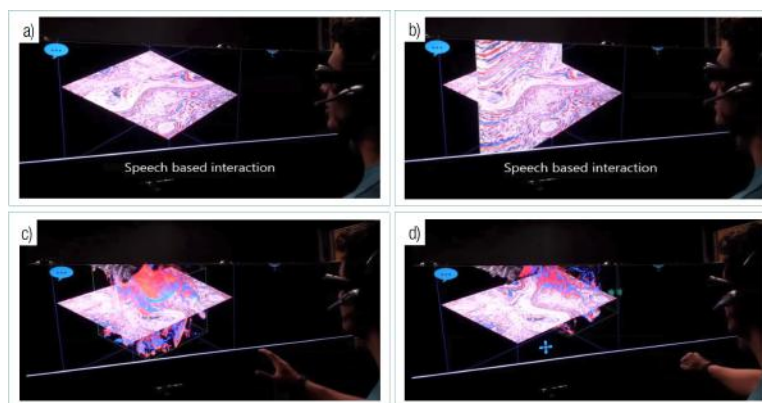 a)
b)
Speech based interaction
Speech based interaction
c)
d)